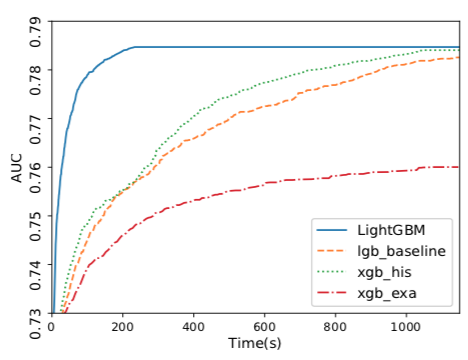 0.79
0.78
0.77
0.76
0.75
0.74
0.73
AUC
0 200 400 600 800 1000
Time(s)
LightGBM
lgb_baseline
xgb_his
xgb_exa